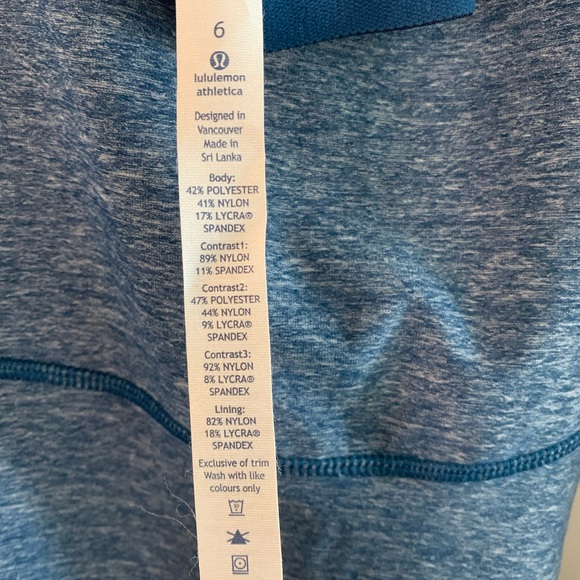 6
lululemon
athletica
Designed in
Vancouver
Made in
Sri Lanka
Body:
42% POLYESTER
41% NYLON
17% LYCRA®
SPANDEX
Contrast1:
89% NYLON
11% SPANDEX
Contrast2:
47% POLYESTER
44% NYLON
9% LYCRA®
SPANDEX
Contrast3:
92% NYLON
8% LYCRA®
SPANDEX
Lining:
82% NYLON
18% LYCRA®
SPANDEX
Exclusive of trim
Wash with like
colours only